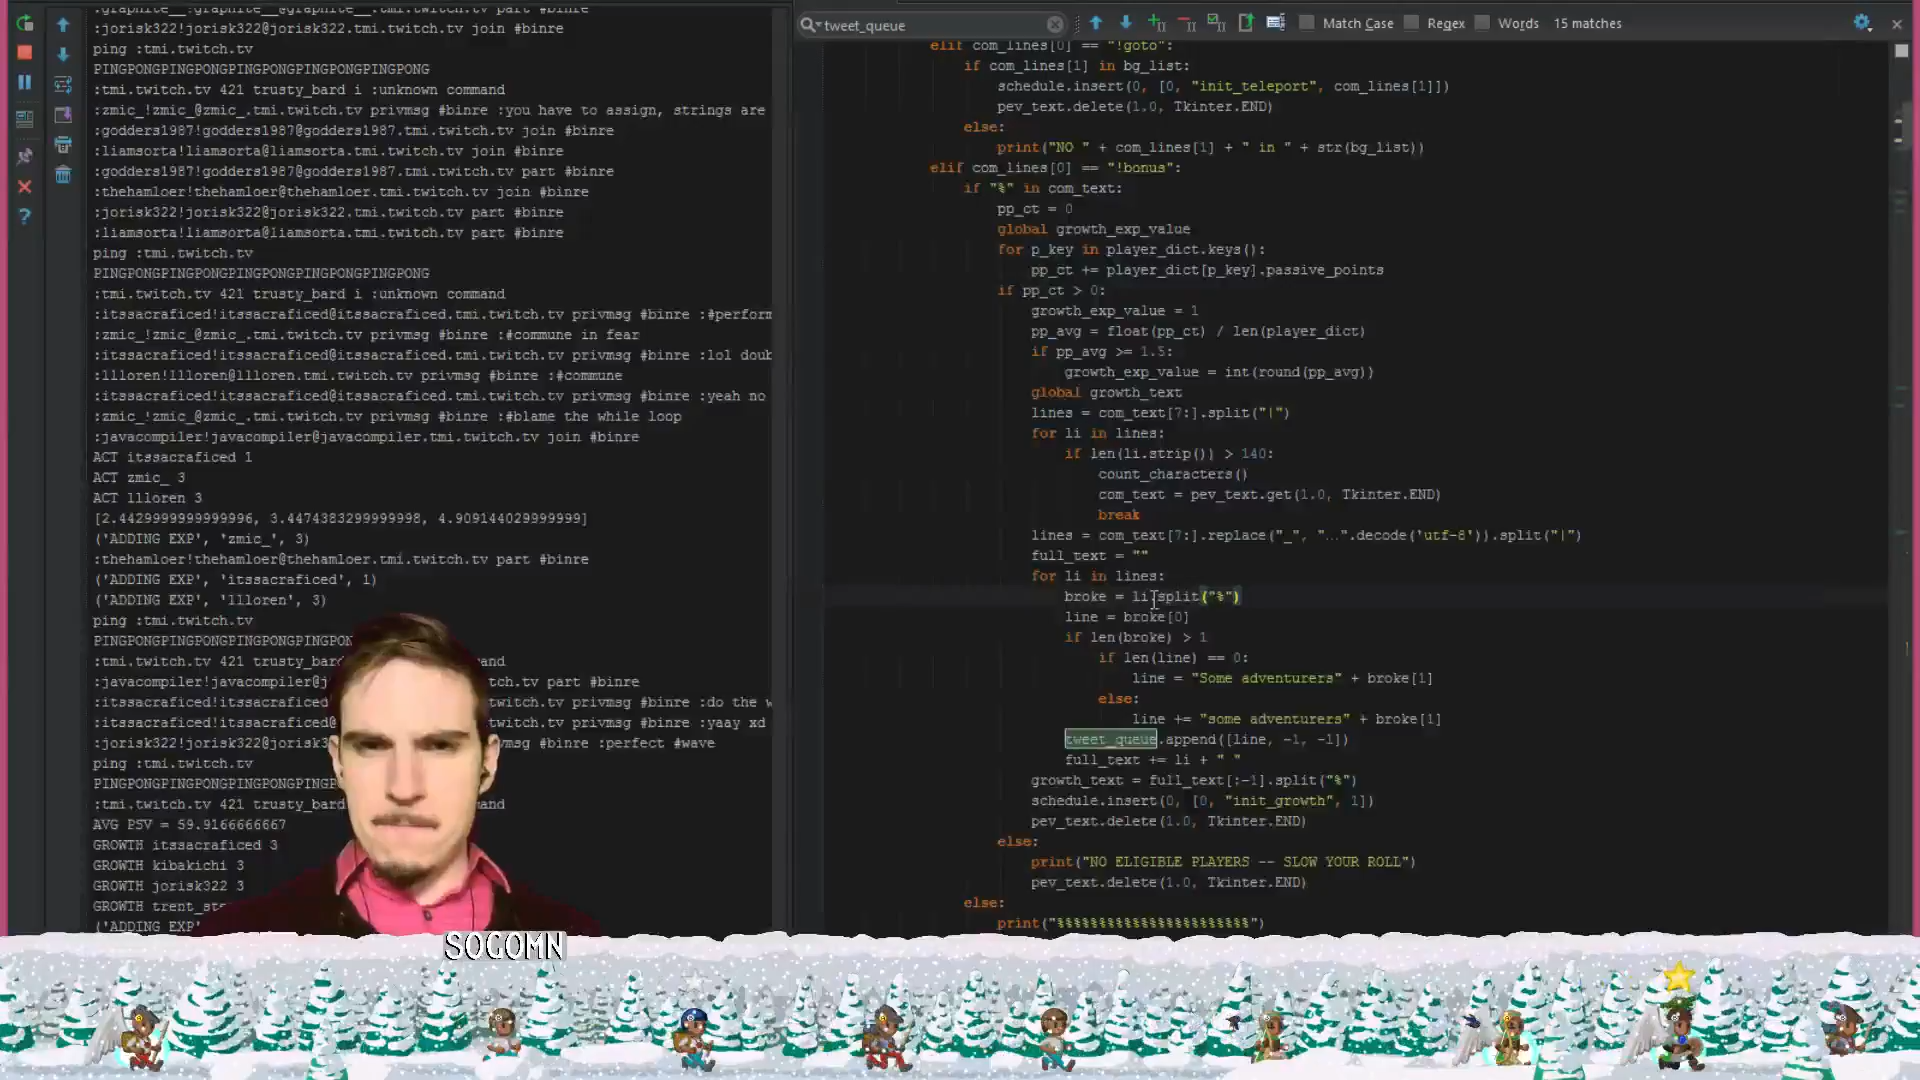 :graphite__!graphite__@graphite__.tmi.twitch.tv part #binre
:jorisk322!jorisk322@jorisk322.tmi.twitch.tv join #binre
ping :tmi.twitch.tv
PINGPONGPINGPONGPINGPONGPINGPONG
:tmi.twitch.tv 421 trusty_bard i :unknown command
:zmic_!zmic_@zmic_.tmi.twitch.tv privmsg #binre :you have to assign, strings are
:godders1987!godders1987@godders1987.tmi.twitch.tv join #binre
:liamsorta!liamsorta@liamsorta.tmi.twitch.tv join #binre
:godders1987!godders1987@godders1987.tmi.twitch.tv part #binre
:thehamloer!thehamloer@thehamloer.tmi.twitch.tv join #binre
:jorisk322!jorisk322@jorisk322.tmi.twitch.tv part #binre
:liamsorta!liamsorta@liamsorta.tmi.twitch.tv part #binre
ping :tmi.twitch.tv
PINGPONGPINGPONGPINGPONGPINGPONG
:tmi.twitch.tv 421 trusty_bard i :unknown command
:itssacraficed!itssacraficed@itssacraficed.tmi.twitch.tv privmsg #binre :#perform
:zmic_!zmic_@zmic_.tmi.twitch.tv privmsg #binre :#commune in fear
:itssacraficed!itssacraficed@itssacraficed.tmi.twitch.tv privmsg #binre :lol doub
:llloren!llloren@llloren.tmi.twitch.tv privmsg #binre :#commune
:itssacraficed!itssacraficed@itssacraficed.tmi.twitch.tv privmsg #binre :yeah no
:zmic_!zmic_@zmic_.tmi.twitch.tv privmsg #binre :#blame the while loop
:javacompiler!javacompiler@javacompiler.tmi.twitch.tv join #binre
ACT itssacraficed 1
ACT zmic_ 3
ACT llloren 3
[2.4429999999999996, 3.4474383299999998, 4.909144029999999]
('ADDING EXP', 'zmic_', 3)
:thehamloer!thehamloer@thehamloer.tmi.twitch.tv part #binre
('ADDING EXP', 'itssacraficed', 1)
('ADDING EXP', 'llloren', 3)
ping :tmi.twitch.tv
PINGPONGPINGPONGPINGPONGPING
:tmi.twitch.tv 421 trusty_bard and
:javacompiler!javacompiler@j witch.tv part #binre
:itssacraficed!itssacraficed witch.tv privmsg #binre :do the w
:itssacraficed!itssacraficed@ witch.tv privmsg #binre :yaay xd
:jorisk322!jorisk322@jorisk msg #binre :perfect #wave
ping :tmi.twitch.tv
PINGPONGPINGPONGPINGPONGPING
:tmi.twitch.tv 421 trusty_bard mand
AVG PSV = 59.9166666667
GROWTH itssacraficed 3
GROWTH kibakichi 3
GROWTH jorisk322 3
GROWTH trent_ste
('ADDING EXP'
tweet_queue
Match Case Regex Words 15 matches
elif com_lines[0] == "!goto":
if com_lines[1] in bg_list:
schedule.insert(0, [0, "init_teleport", com_lines[1]])
pev_text.delete(1.0, Tkinter.END)
else:
print("NO " + com_lines[1] + " in " + str(bg_list))
elif com_lines[0] == "!bonus":
if "%" in com_text:
pp_ct = 0
global growth_exp_value
for p_key in player_dict.keys():
pp_ct += player_dict[p_key].passive_points
if pp_ct > 0:
growth_exp_value = 1
pp_avg = float(pp_ct) / len(player_dict)
if pp_avg >= 1.5:
growth_exp_value = int(round(pp_avg))
global growth_text
lines = com_text[7:].split("|")
for li in lines:
if len(li.strip()) > 140:
count_characters()
com_text = pev_text.get(1.0, Tkinter.END)
break
lines = com_text[7:].replace("_", "…".decode('utf-8')).split("|")
full_text = ""
for li in lines:
broke = li.split("%")
line = broke[0]
if len(broke) > 1
if len(line) == 0:
line = "Some adventurers" + broke[1]
else:
line += "some adventurers" + broke[1]
tweet_queue.append([line, -1, -1])
full_text += li + " "
growth_text = full_text[:-1].split("%")
schedule.insert(0, [0, "init_growth", 1])
pev_text.delete(1.0, Tkinter.END)
else:
print("NO ELIGIBLE PLAYERS -- SLOW YOUR ROLL")
pev_text.delete(1.0, Tkinter.END)
else:
print("%%%%%%%%%%%%%%%%%%%%%%%")
SOGOMN